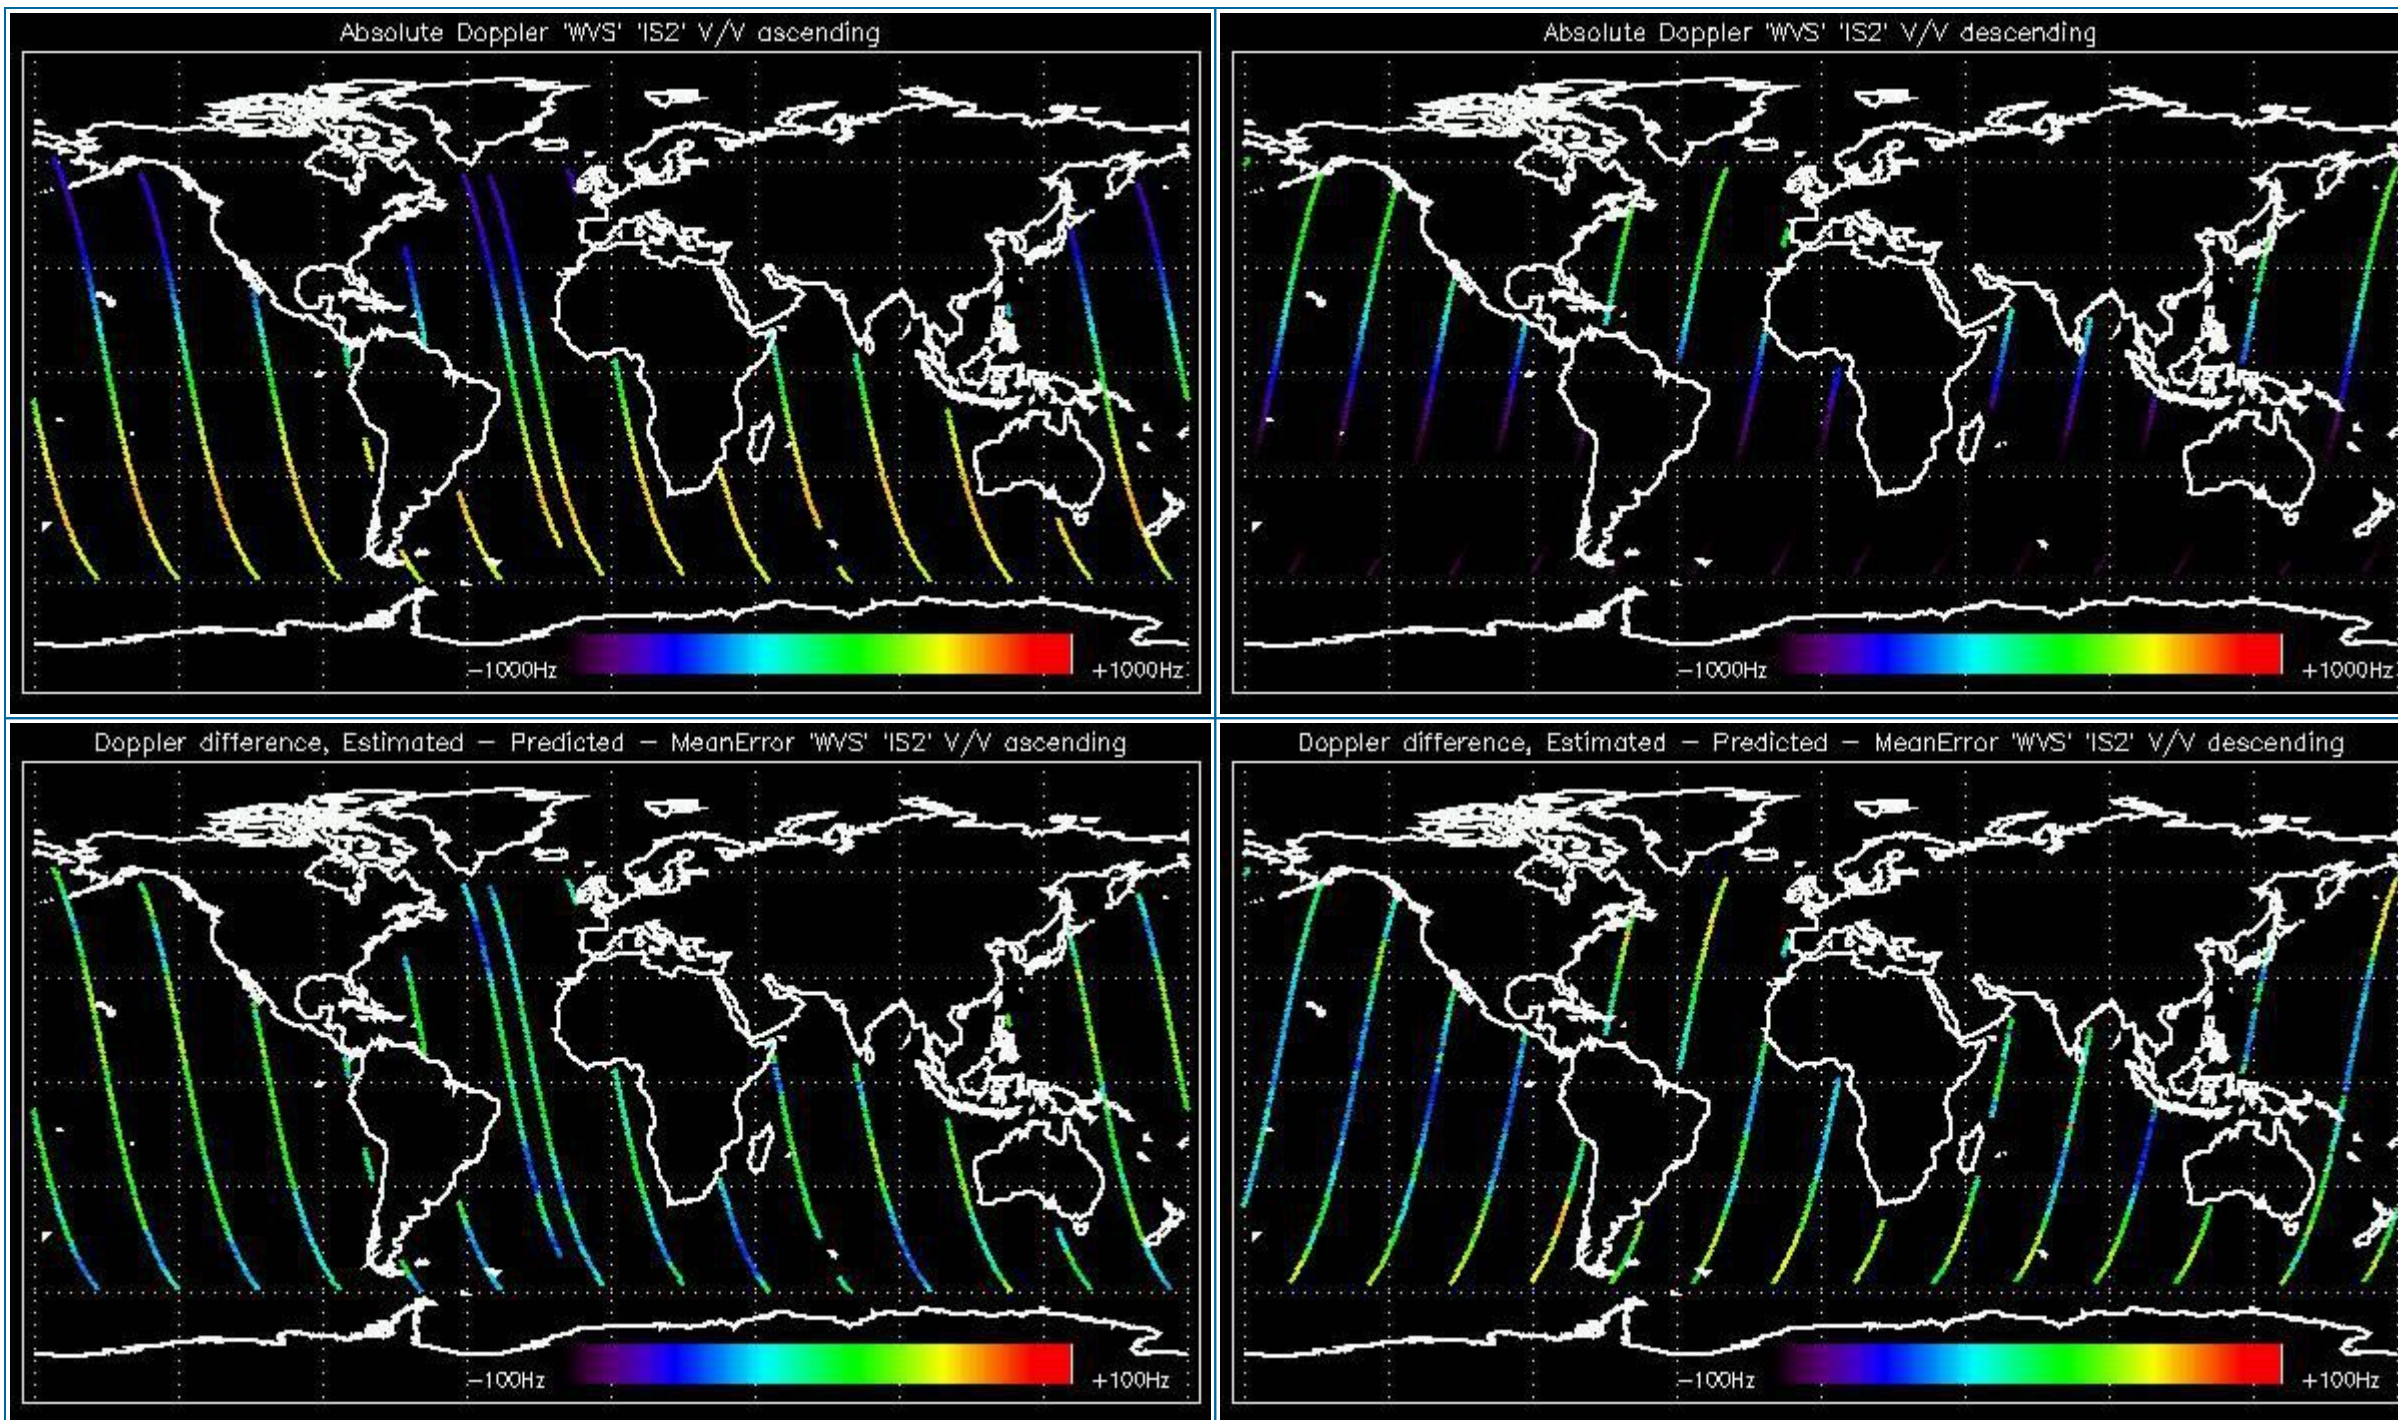 Absolute Doppler 'WVS' 'IS2' V/V ascending
-1000Hz
+1000Hz
Absolute Doppler 'WVS' 'IS2' V/V descending
-1000Hz
+1000Hz
Doppler difference, Estimated - Predicted - MeanError 'WVS' 'IS2' V/V ascending
-100Hz
+100Hz
Doppler difference, Estimated - Predicted - MeanError 'WVS' 'IS2' V/V descending
-100Hz
+100Hz